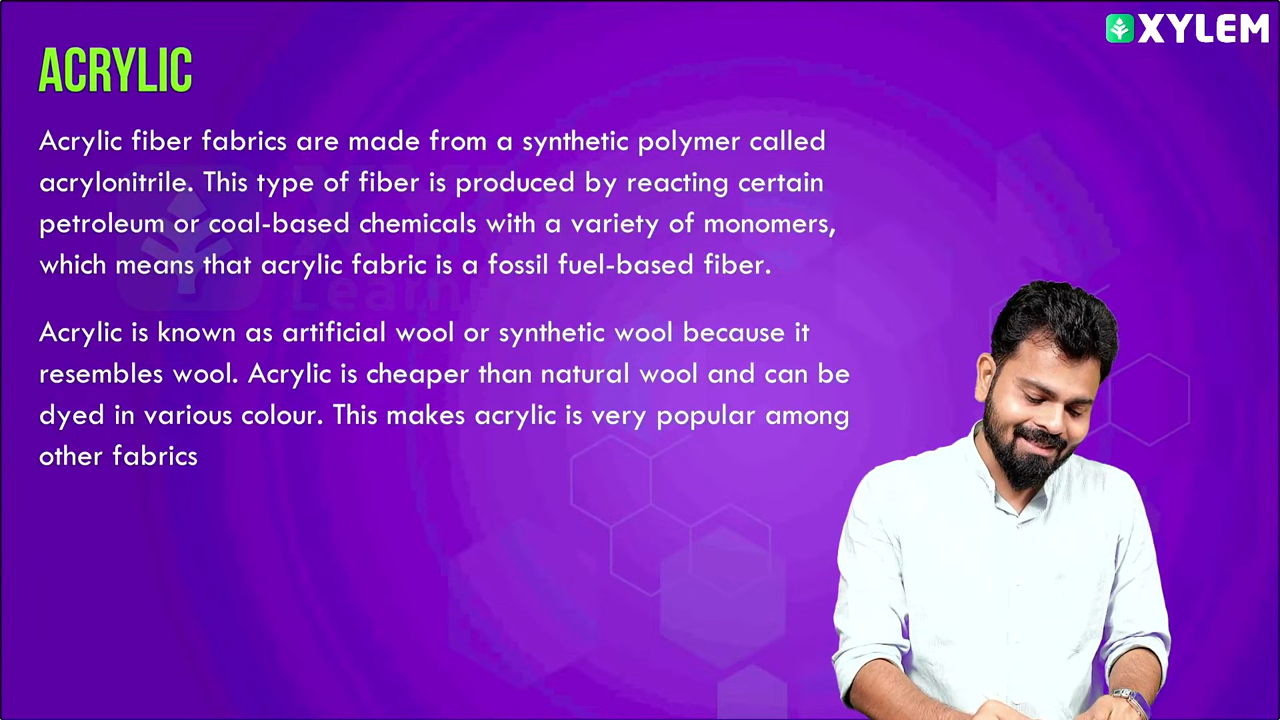 XYLEM
ACRYLIC
Acrylic fiber fabrics are made from a synthetic polymer called
acrylonitrile. This type of fiber is produced by reacting certain
petroleum or coal-based chemicals with a variety of monomers,
which means that acrylic fabric is a fossil fuel-based fiber.
Acrylic is known as artificial wool or synthetic wool because it
resembles wool. Acrylic is cheaper than natural wool and can be
dyed in various colour. This makes acrylic is very popular among
other fabrics